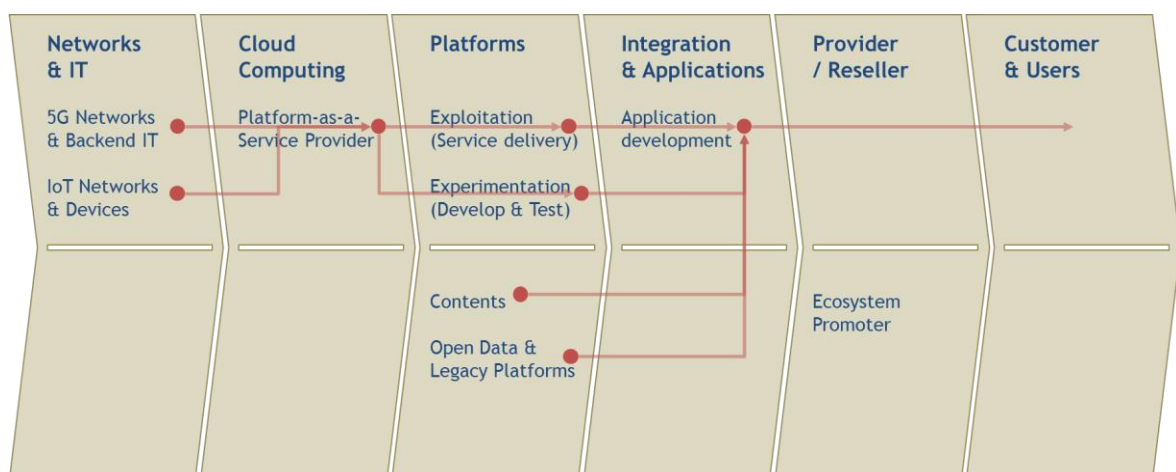 Networks
& IT
Cloud
Computing
Platforms
Integration
& Applications
Provider
/ Reseller
Customer
& Users
5G Networks
& Backend IT
IoT Networks
& Devices
Platform-as-a-
Service Provider
Exploitation
(Service delivery)
Experimentation
(Develop & Test)
Application
development
Contents
Open Data &
Legacy Platforms
Ecosystem
Promoter